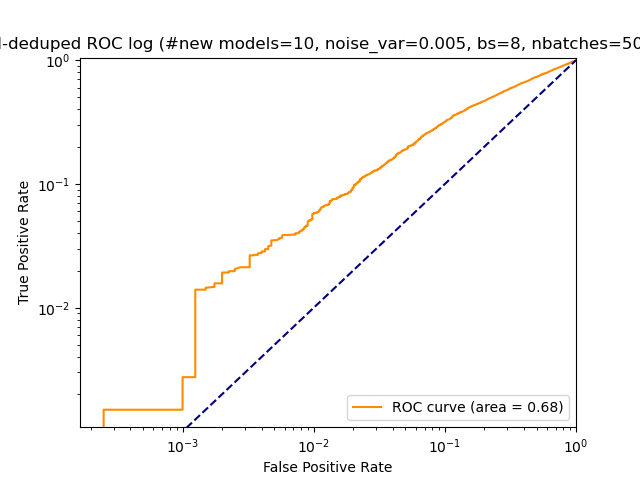 -deduped ROC log (#new models=10, noise_var=0.005, bs=8, nbatches=50
10⁰
10⁻¹
10⁻²
True Positive Rate
ROC curve (area = 0.68)
10⁻³ 10⁻² 10⁻¹ 10⁰
False Positive Rate